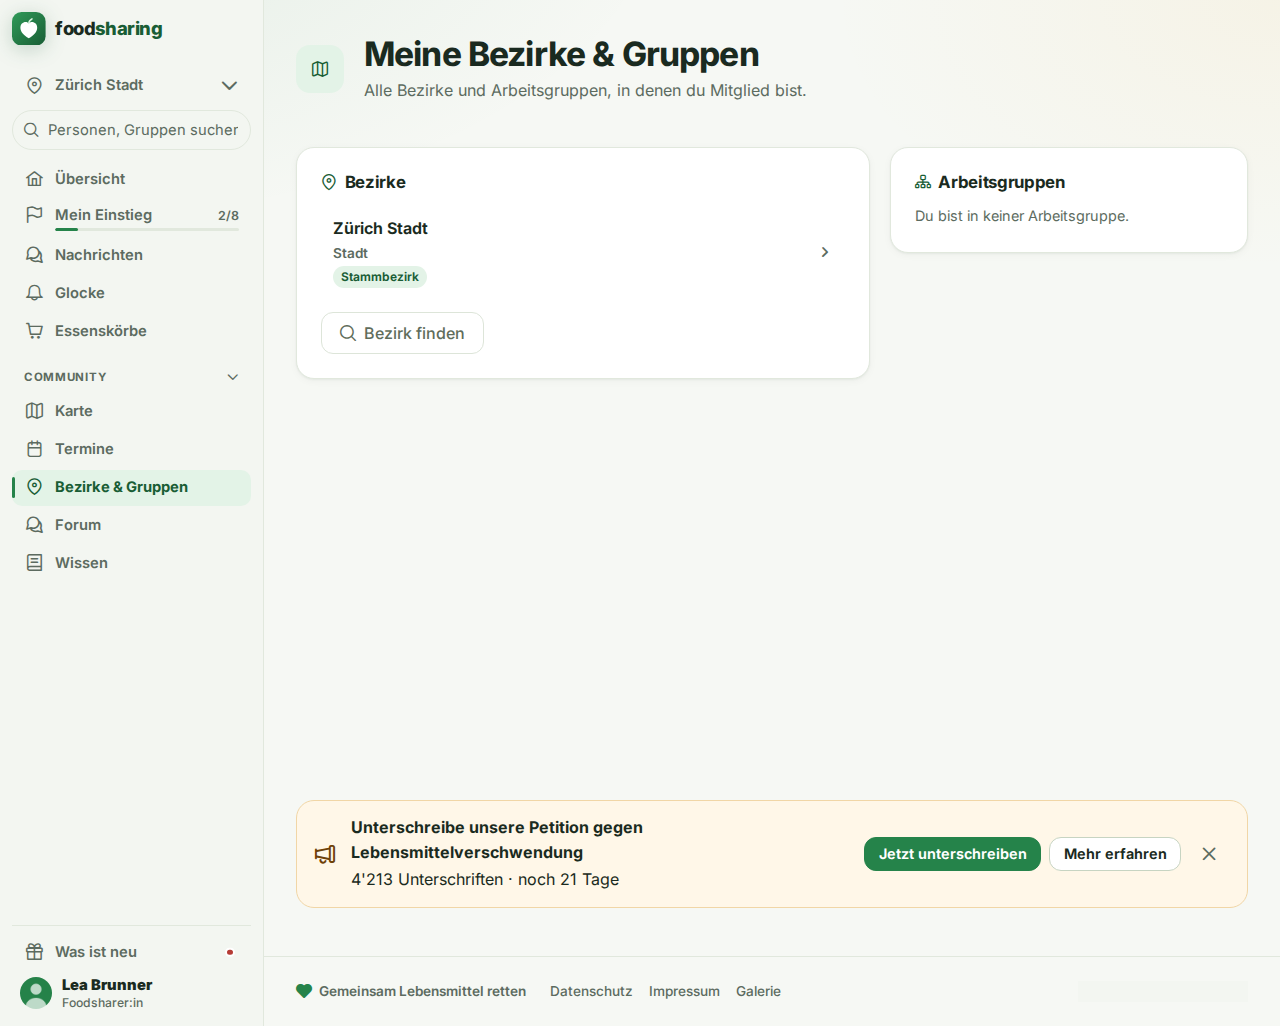 foodsharing
Zürich Stadt
Personen, Gruppen sucher
Übersicht
Mein Einstieg 2/8
Nachrichten
Glocke
Essenskörbe
COMMUNITY
Karte
Termine
Bezirke & Gruppen
Forum
Wissen
Was ist neu
Lea Brunner
Foodsharer:in
Meine Bezirke & Gruppen
Alle Bezirke und Arbeitsgruppen, in denen du Mitglied bist.
Bezirke
Zürich Stadt
Stadt
Stammbezirk
Bezirk finden
Arbeitsgruppen
Du bist in keiner Arbeitsgruppe.
Unterschreibe unsere Petition gegen
Lebensmittelverschwendung
4'213 Unterschriften · noch 21 Tage
Jetzt unterschreiben
Mehr erfahren
Gemeinsam Lebensmittel retten
Datenschutz
Impressum
Galerie